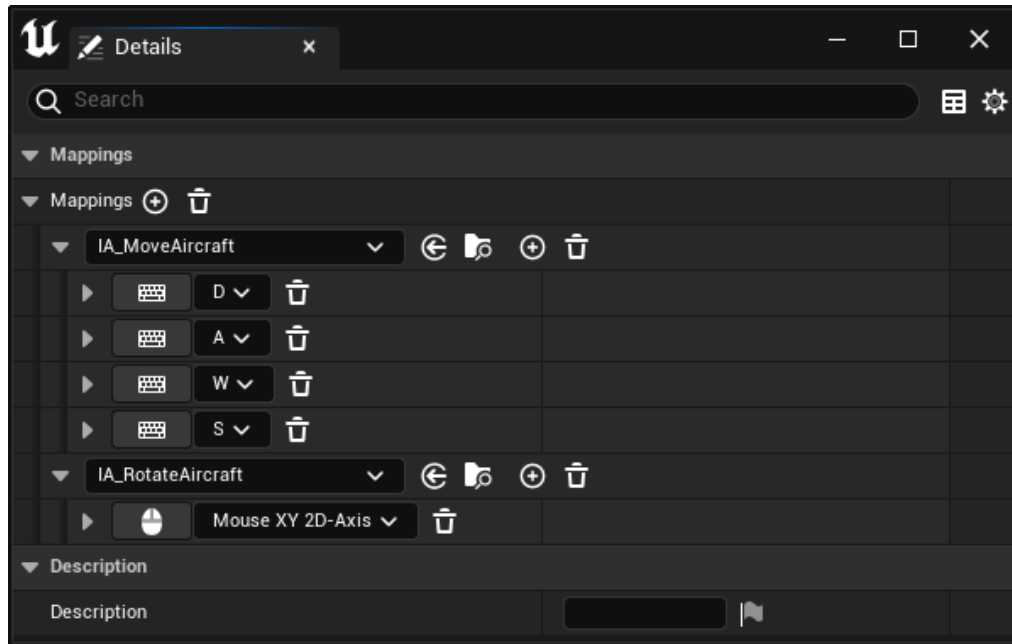 Details
Search
Mappings
Mappings
IA_MoveAircraft
D
A
W
S
IA_RotateAircraft
Mouse XY 2D-Axis
Description
Description